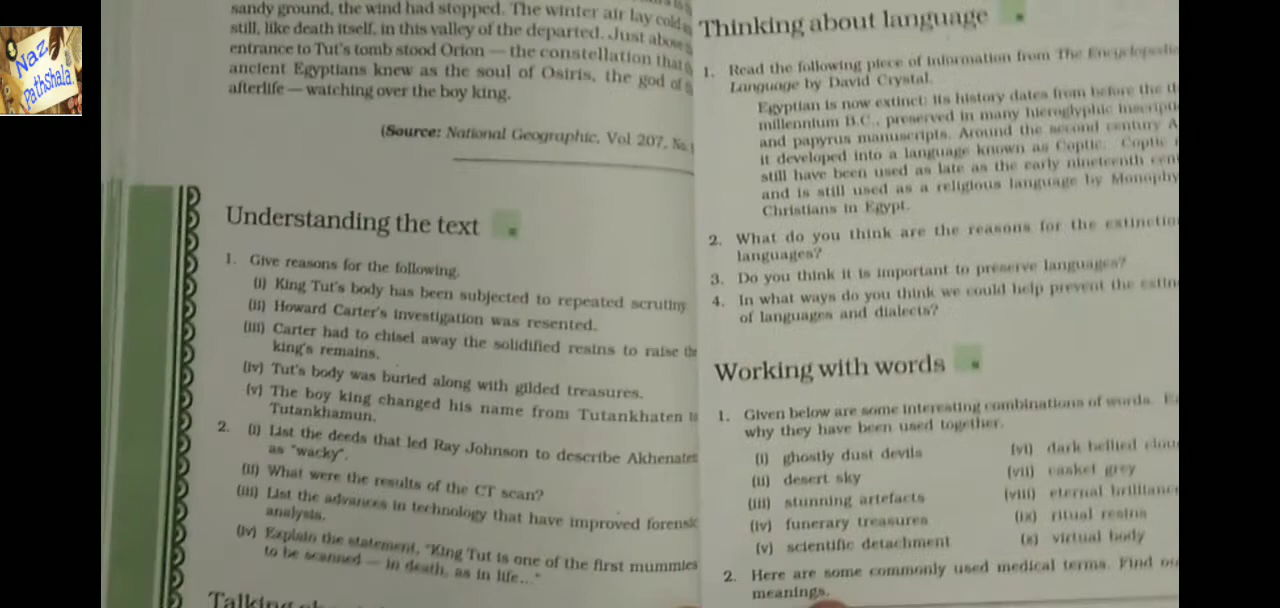 Naz
Pathshala
sandy ground, the wind had stopped. The winter air lay cold
still, like death itself, in this valley of the departed. Just above
entrance to Tut's tomb stood Orion — the constellation that
ancient Egyptians knew as the soul of Osiris, the god of
afterlife — watching over the boy king.
(Source: National Geographic, Vol 207, No.
Understanding the text
1. Give reasons for the following.
(i) King Tut's body has been subjected to repeated scrutiny.
(ii) Howard Carter's investigation was resented.
(iii) Carter had to chisel away the solidified resins to raise the
king's remains.
(iv) Tut's body was buried along with gilded treasures.
(v) The boy king changed his name from Tutankhaten to
Tutankhamun.
2. (i) List the deeds that led Ray Johnson to describe Akhenaten
as "wacky".
(ii) What were the results of the CT scan?
(iii) List the advances in technology that have improved forensic
analysis.
(iv) Explain the statement, "King Tut is one of the first mummies
to be scanned — in death, as in life..."
Thinking about language
1. Read the following piece of information from The Encyclopedia
Language by David Crystal.
Egyptian is now extinct: its history dates from before the
millennium B.C., preserved in many hieroglyphic
and papyrus manuscripts. Around the second century A
it developed into a language known as Coptic. Coptic
still have been used as late as the early nineteenth
and is still used as a religious language by
Christians in Egypt.
2. What do you think are the reasons for the
languages?
3. Do you think it is important to preserve languages?
4. In what ways do you think we could help prevent the
of languages and dialects?
Working with words
1. Given below are some interesting combinations of words.
why they have been used together.
(i) ghostly dust devils
(ii) desert sky
(iii) stunning artefacts
(iv) funerary treasures
(v) scientific detachment
(vi) dark bellied
(vii) casket grey
(viii) eternal brilliance
(ix) ritual resins
(x) virtual body
2. Here are some commonly used medical terms. Find
meanings.